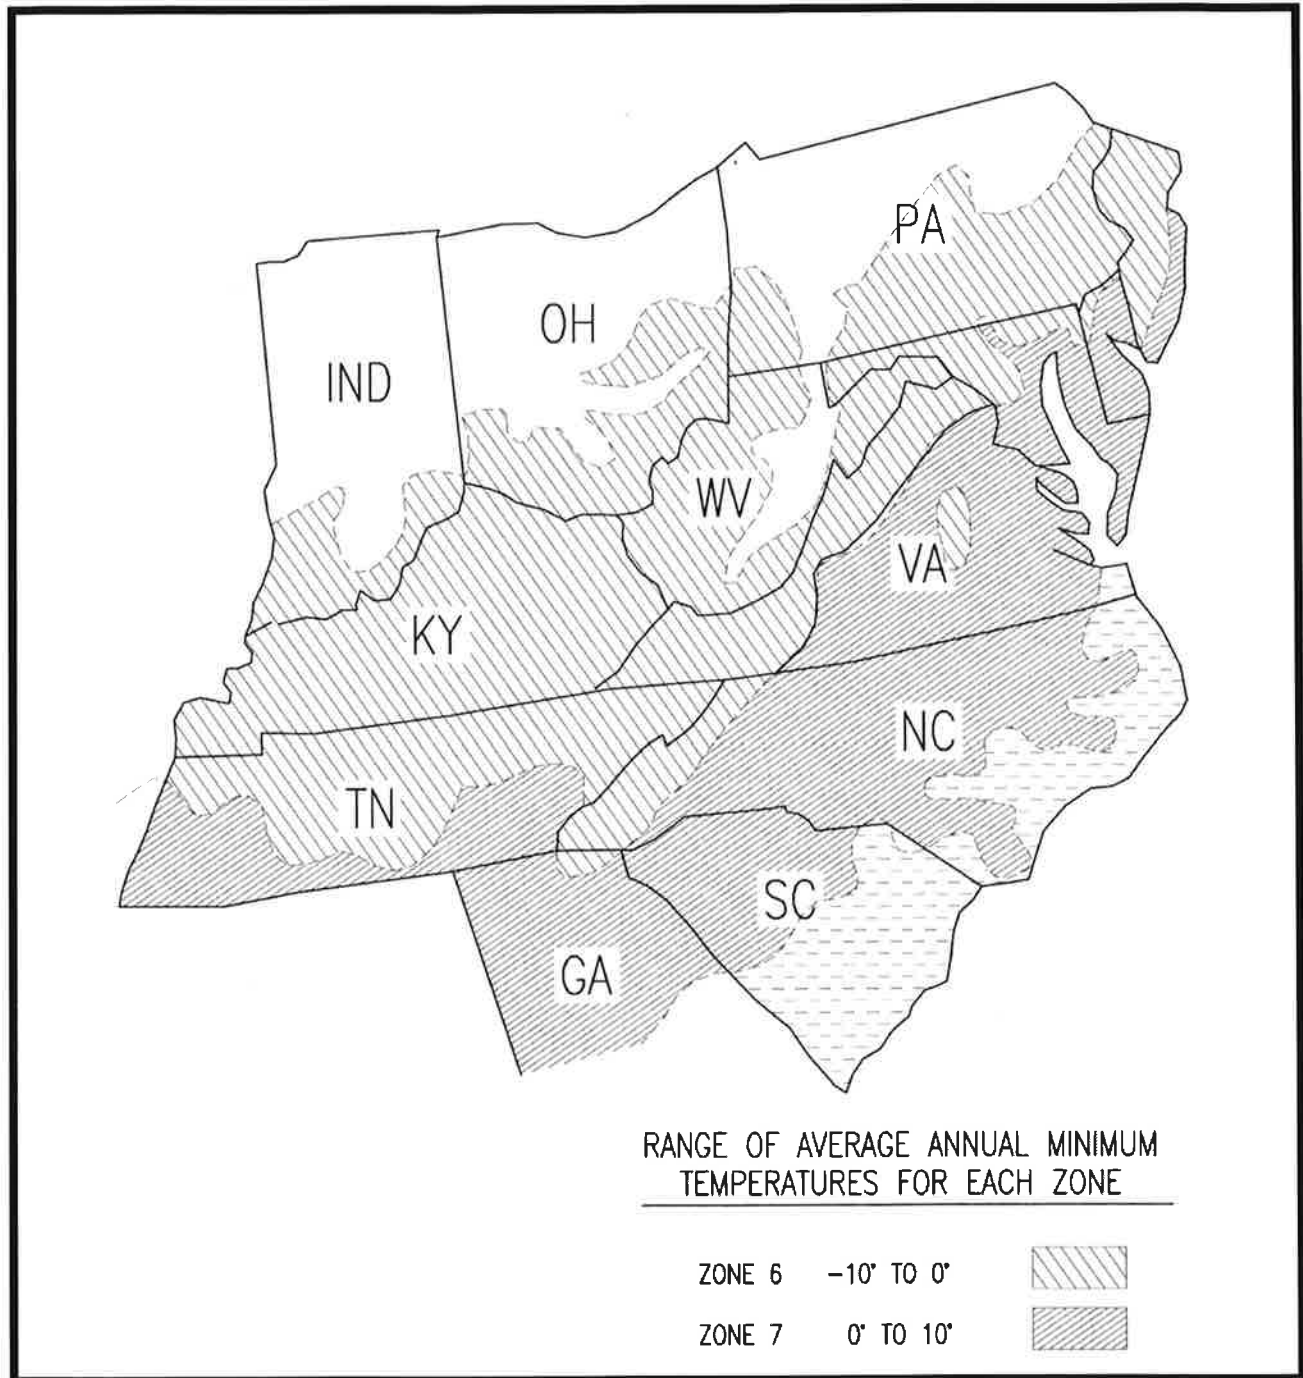 PA
OH
IND
WV
VA
KY
NC
TN
SC
GA
RANGE OF AVERAGE ANNUAL MINIMUM
TEMPERATURES FOR EACH ZONE
ZONE 6 -10° TO 0°
ZONE 7 0° TO 10°